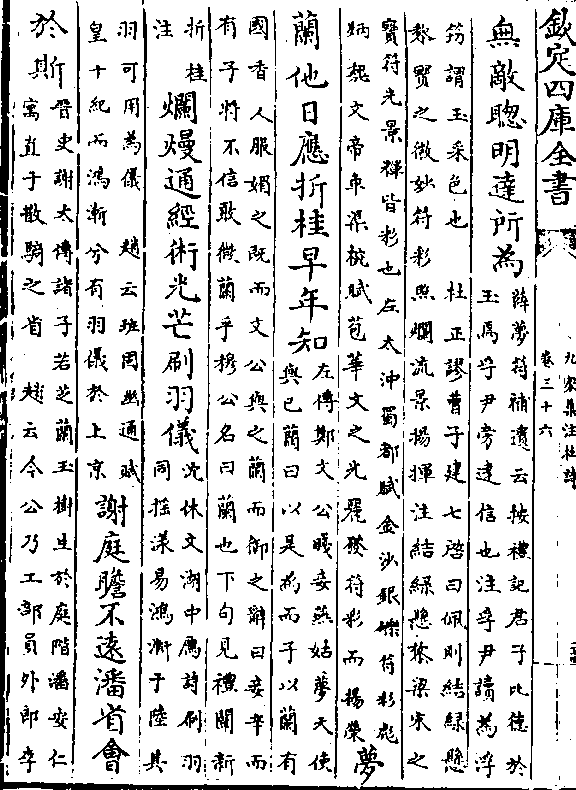 欽定四庫全書
九家集注杜詩
卷三十六
無敵聰明達所為
薛夢符補遺云按禮記君子比德於
玉焉孚尹旁達信也注孚尹讀為浮
筠謂玉采色也　杜正謬曹子建七啓曰佩則結緑懸
黎寶之微妙符彩照爛流景揚揮注結緑懸黎梁宋之
寶符光景輝皆彩也左太沖蜀都賦金沙銀礫符彩彪
炳魏文帝車渠椀賦苞華文之光麗發符彩而揚榮
夢
蘭他日應折桂早年知
左傳鄭文公賤妾燕姞夢天使
與己蘭曰以是為而子以蘭有
國香人服媚之既而文公與之蘭而御之辭曰妾幸而
有子將不信敢徵蘭乎穆公名曰蘭也下句見禮闈新
折桂
注
爛熳通經術光芒刷羽儀
沈休文湖中鴈詩刷羽
同揺漾易鴻漸于陸其
羽可用為儀　趙云班固幽通賦
皇十紀而鴻漸兮有羽儀於上京
謝庭瞻不遠潘省會
於斯
晉史謝太傅諸子若芝蘭玉樹生於庭階潘安仁
寓直于散騎之省　趙云今公乃工部員外郎卒